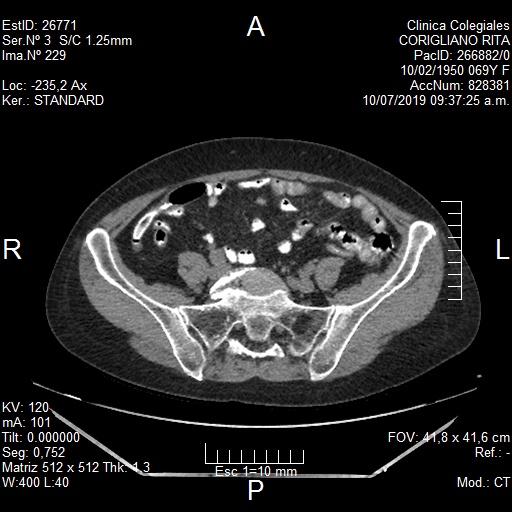 EstID: 26771
Ser.Nº 3 S/C 1.25mm
Ima.Nº 229
Loc: -235,2 Ax
Ker.: STANDARD
A
Clinica Colegiales
CORIGLIANO RITA
PacID: 266882/0
10/02/1950 069Y F
AccNum: 828381
10/07/2019 09:37:25 a.m.
R
L
KV: 120
mA: 101
Tilt: 0.000000
Seg: 0,752
Matriz 512 x 512 Thk: 1.3
W:400 L:40
Esc 1=10 mm
P
FOV: 41,8 x 41,6 cm
Ref.: -
Mod.: CT